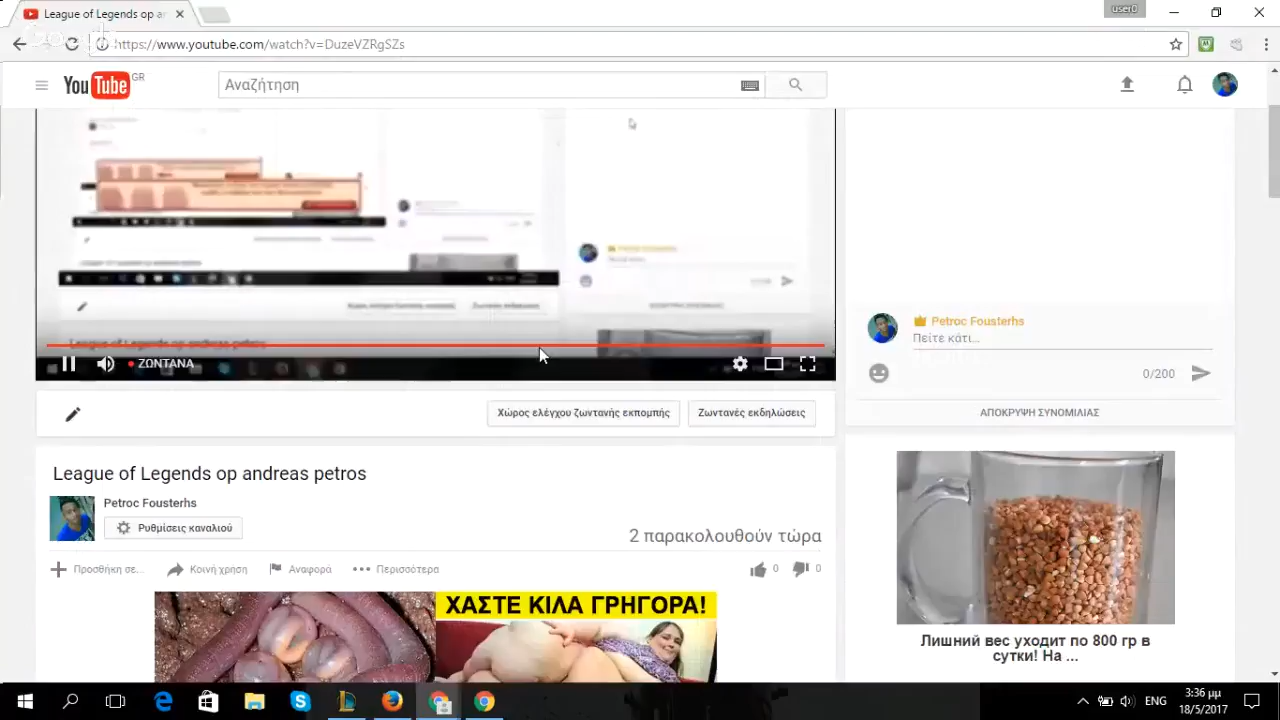 League of Legends op an
user0
https://www.youtube.com/watch?v=DuzeVZRgSZs
YouTube GR
Αναζήτηση
ΖΩΝΤΑΝΑ
Petroc Fousterhs
Πείτε κάτι...
0/200
ΑΠΟΚΡΥΨΗ ΣΥΝΟΜΙΛΙΑΣ
Χώρος ελέγχου ζωντανής εκπομπής
Ζωντανές εκδηλώσεις
League of Legends op andreas petros
Petroc Fousterhs
Ρυθμίσεις καναλιού
2 παρακολουθούν τώρα
Προσθήκη σε...
Κοινή χρήση
Αναφορά
Περισσότερα
0
0
ΧΑΣΤΕ ΚΙΛΑ ΓΡΗΓΟΡΑ!
Лишний вес уходит по 800 гр в
сутки! На ...
ENG
3:36 μμ
18/5/2017